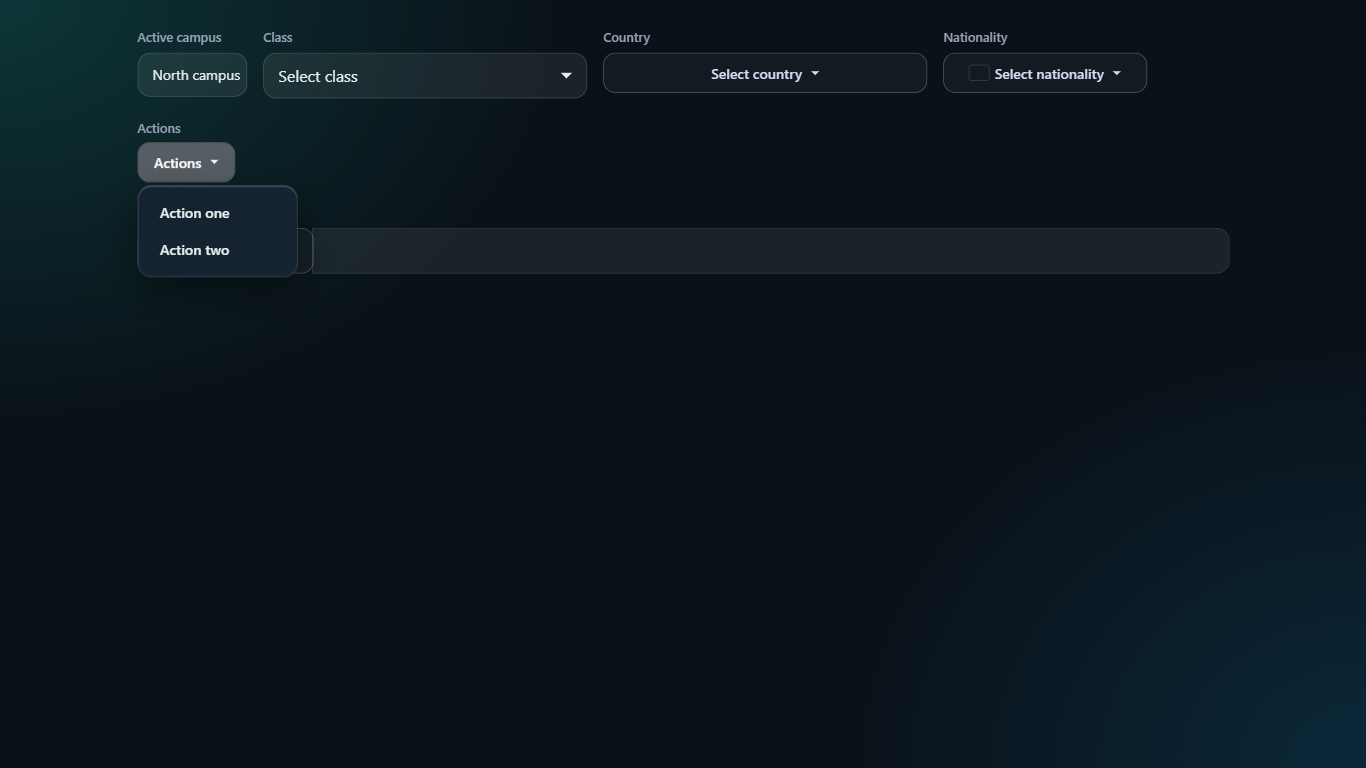 Active campus
Class
Country
Nationality
North campus
Select class
Select country
Select nationality
Actions
Actions
Action one
Action two